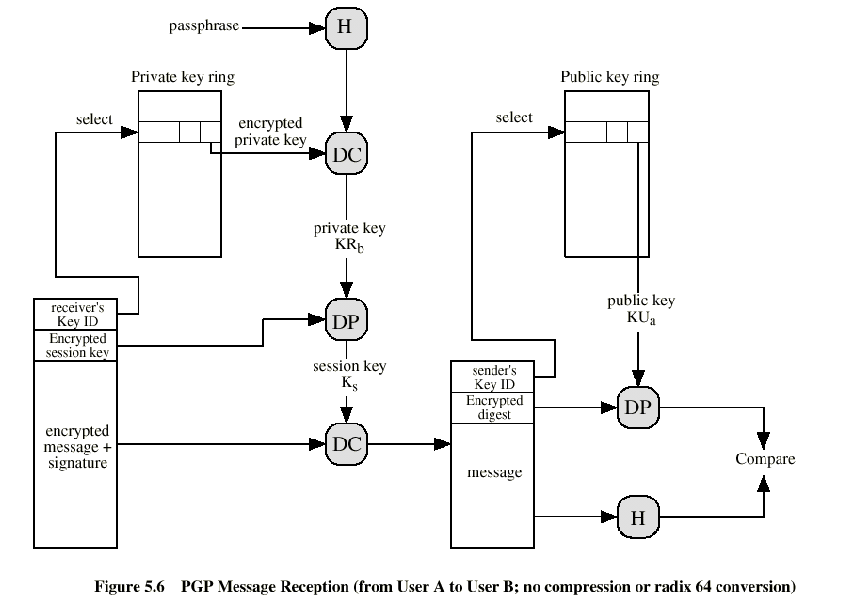 passphrase
H
Private key ring
Public key ring
select
encrypted
private key
select
DC
private key
KRb
receiver's
Key ID
public key
KUa
Encrypted
session key
DP
session key
Ks
sender's
Key ID
Encrypted
digest
DP
encrypted
message +
signature
DC
message
Compare
H
Figure 5.6 PGP Message Reception (from User A to User B; no compression or radix 64 conversion)